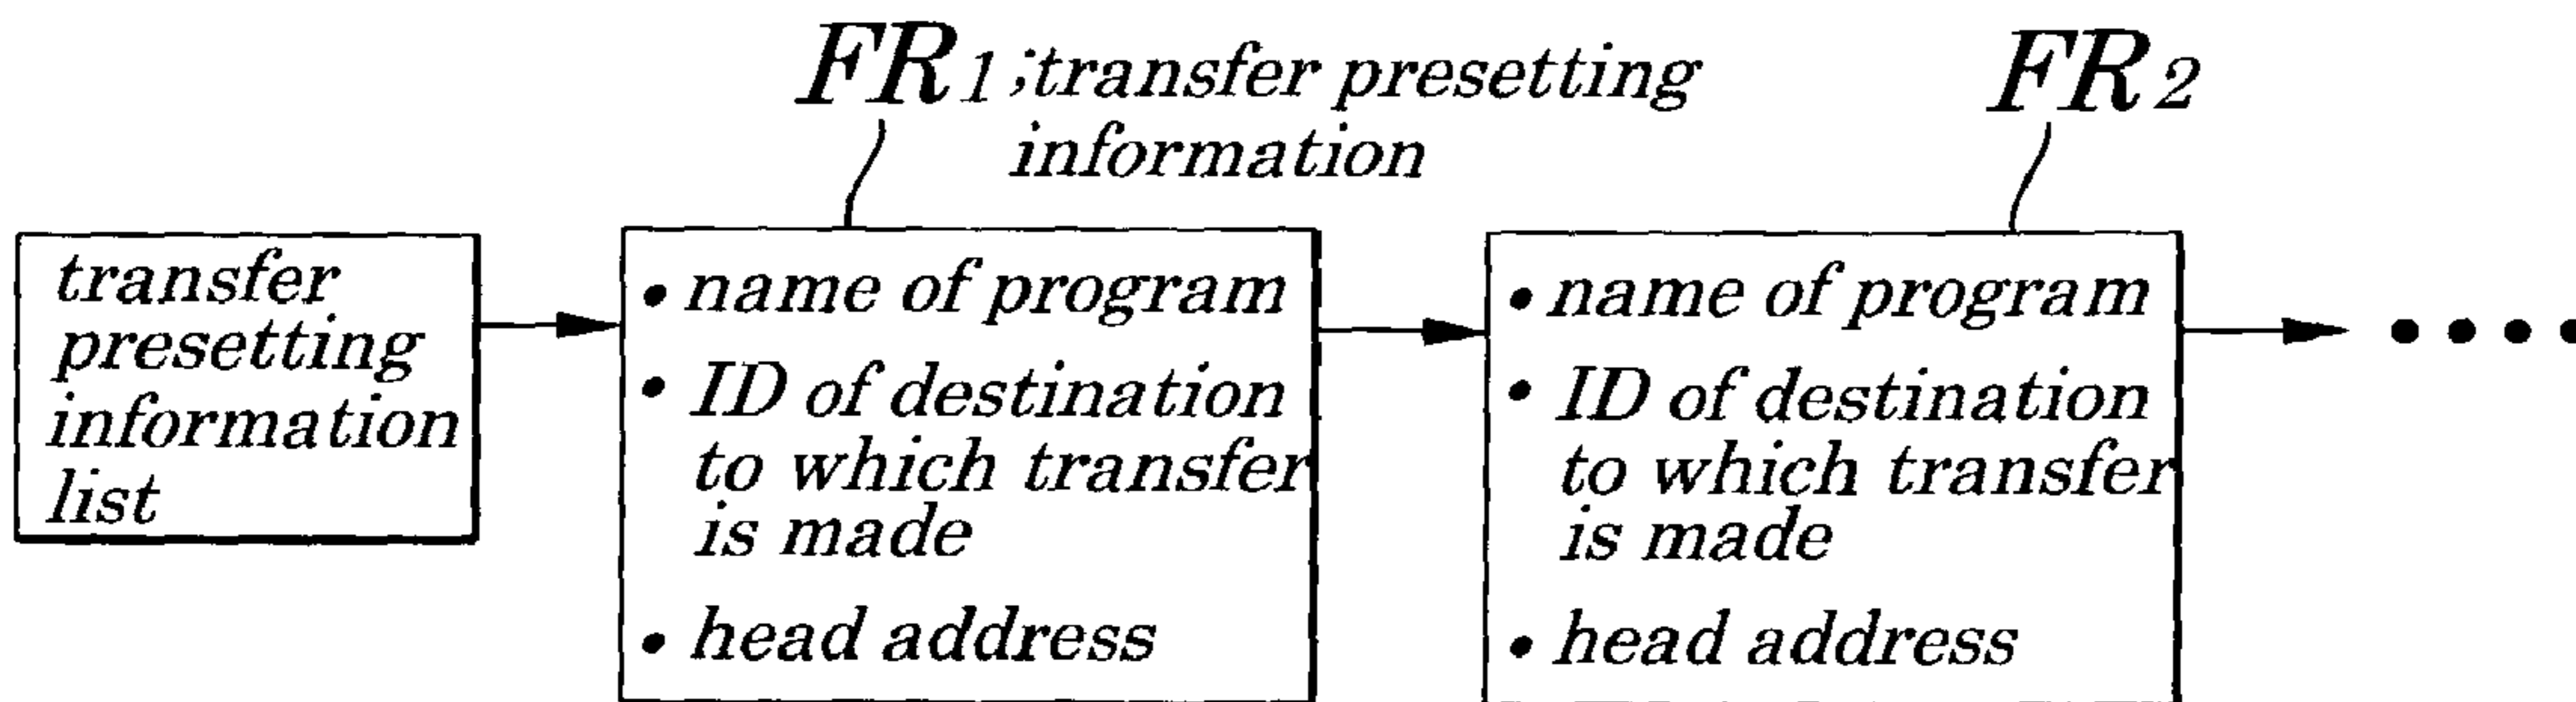 FR1;transfer presetting
information
FR2
transfer
presetting
information
list
• name of program
• ID of destination
to which transfer
is made
• head address
• name of program
• ID of destination
to which transfer
is made
• head address
••••